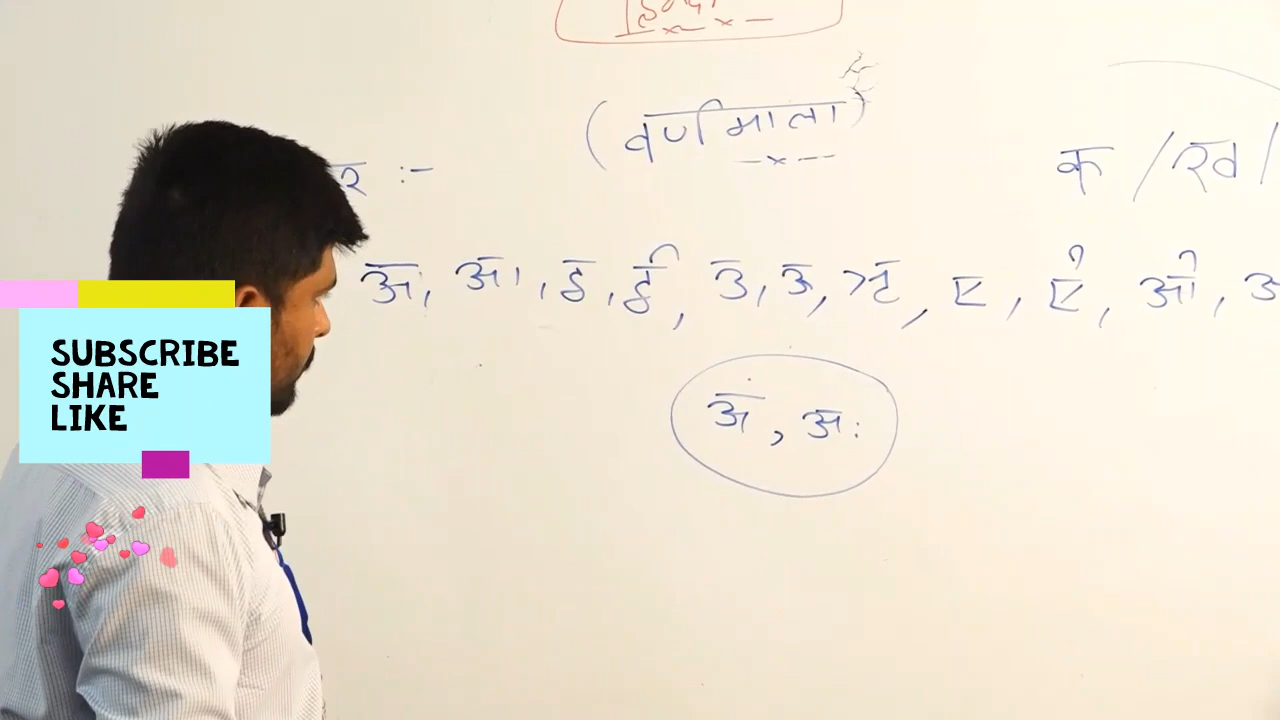 (वर्णमाला)
क / ख /
अ, आ, इ, ई, उ, ऊ, ऋ, ए, ऐ, ओ,
अं, अः
SUBSCRIBE
SHARE
LIKE